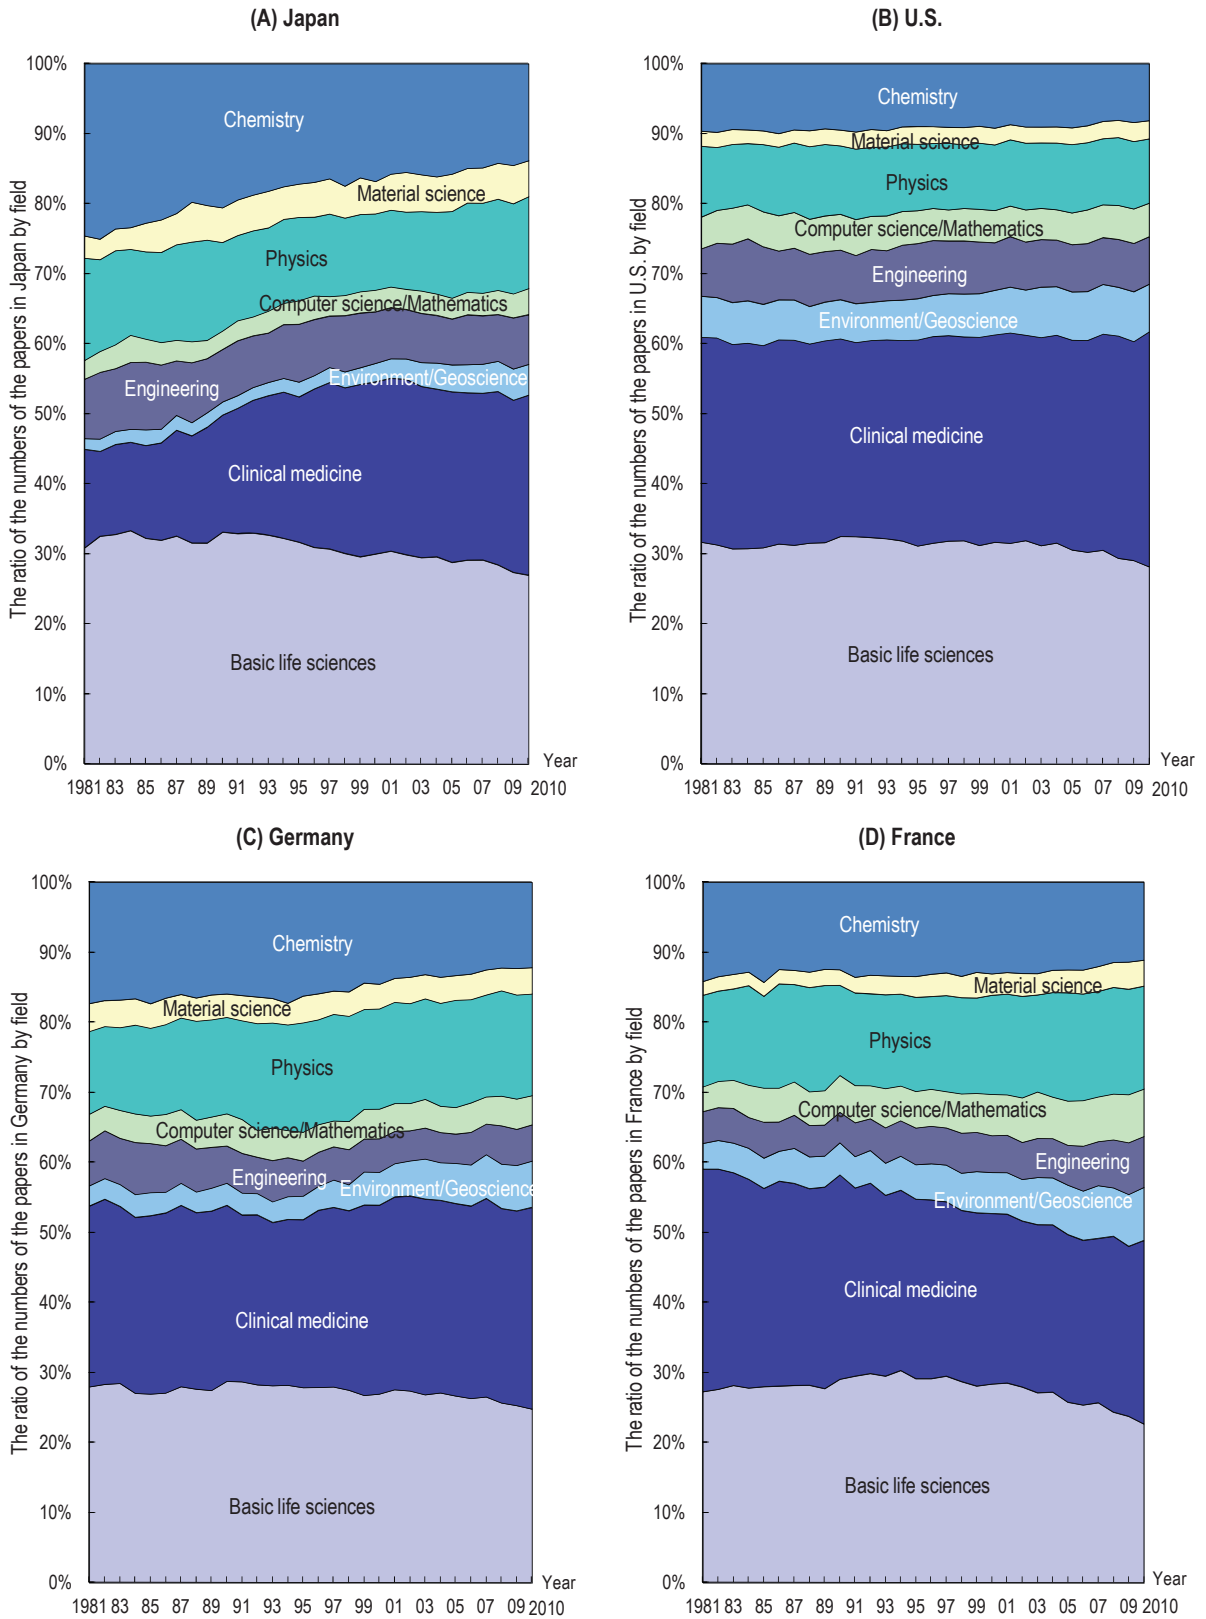 (A) Japan
The ratio of the numbers of the papers in Japan by field
100%
90%
80%
70%
60%
50%
40%
30%
20%
10%
0%
Chemistry
Material science
Physics
Computer science/Mathematics
Engineering
Environment/Geoscience
Clinical medicine
Basic life sciences
Year
1981 83 85 87 89 91 93 95 97 99 01 03 05 07 09 2010
(B) U.S.
The ratio of the numbers of the papers in U.S. by field
100%
90%
80%
70%
60%
50%
40%
30%
20%
10%
0%
Chemistry
Material science
Physics
Computer science/Mathematics
Engineering
Environment/Geoscience
Clinical medicine
Basic life sciences
Year
1981 83 85 87 89 91 93 95 97 99 01 03 05 07 09 2010
(C) Germany
The ratio of the numbers of the papers in Germany by field
100%
90%
80%
70%
60%
50%
40%
30%
20%
10%
0%
Chemistry
Material science
Physics
Computer science/Mathematics
Engineering
Environment/Geoscience
Clinical medicine
Basic life sciences
Year
1981 83 85 87 89 91 93 95 97 99 01 03 05 07 09 2010
(D) France
The ratio of the numbers of the papers in France by field
100%
90%
80%
70%
60%
50%
40%
30%
20%
10%
0%
Chemistry
Material science
Physics
Computer science/Mathematics
Engineering
Environment/Geoscience
Clinical medicine
Basic life sciences
Year
1981 83 85 87 89 91 93 95 97 99 01 03 05 07 09 2010